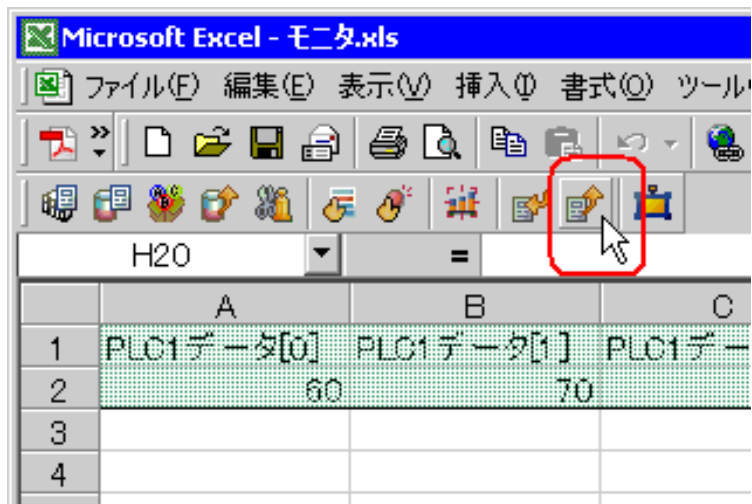 Microsoft Excel - モニタ.xls
ファイル(F) 編集(E) 表示(V) 挿入(I) 書式(O) ツール
H20 =
A B C
1 PLC1データ[0] PLC1データ[1] PLC1デー
2 60 70
3
4